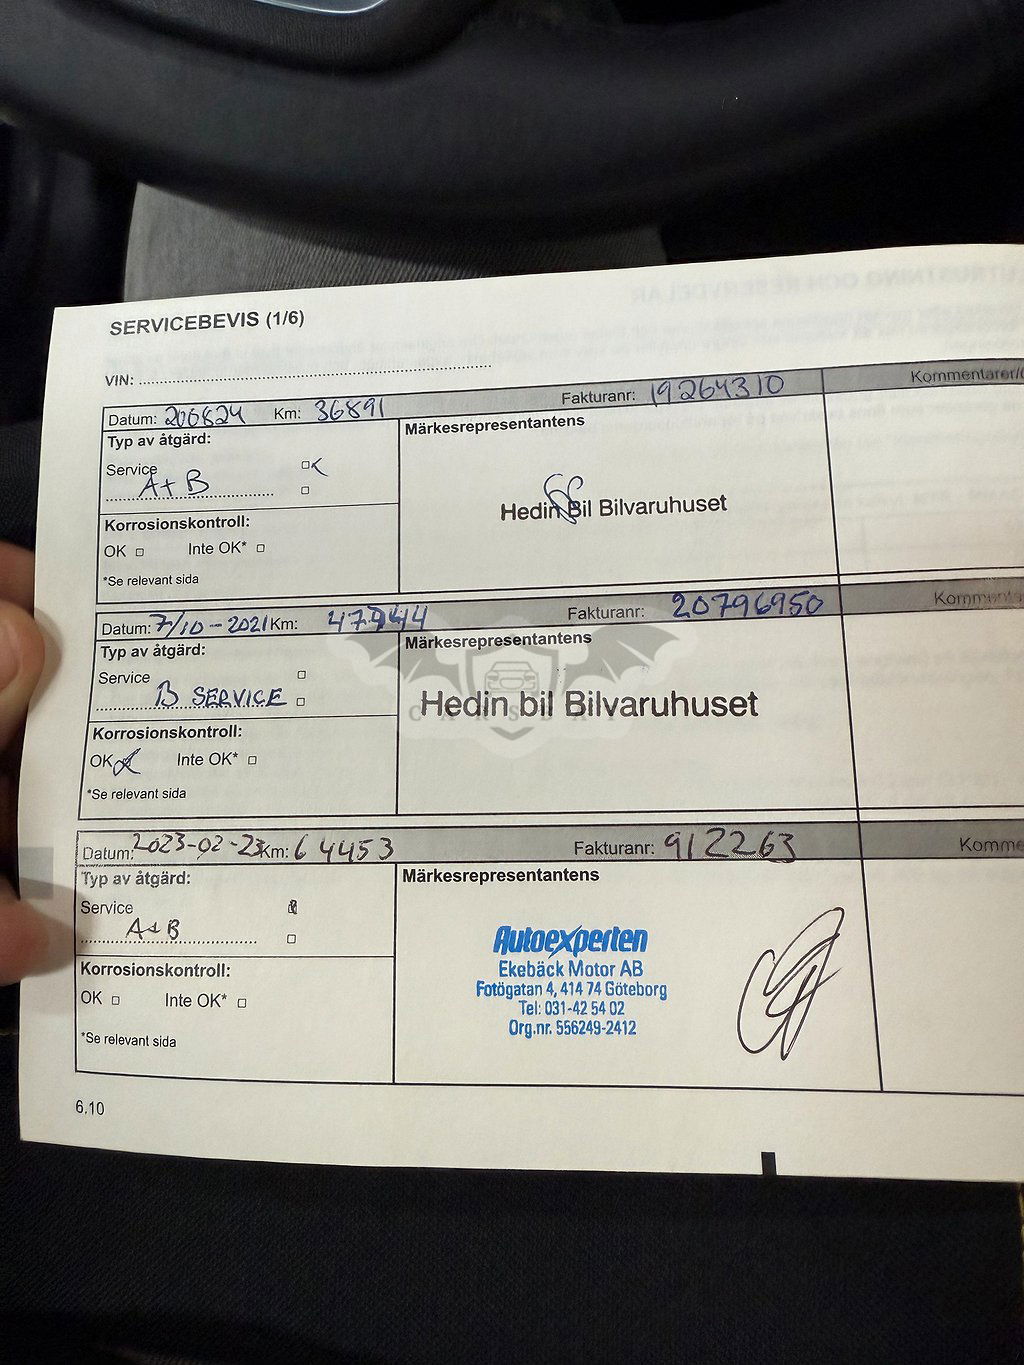 SERVICEBEVIS (1/6)
VIN:
Datum: 200824 Km: 36891 Fakturanr: 19264310 Kommentarer/
Typ av åtgärd: Märkesrepresentantens
Service
A+B
Hedin Bil Bilvaruhuset
Korrosionskontroll:
OK Inte OK*
*Se relevant sida
Datum: 7/10-2021 Km: 47944 Fakturanr: 20796950
Typ av åtgärd: Märkesrepresentantens
Service
B SERVICE
Hedin bil Bilvaruhuset
CARSBAT
Korrosionskontroll:
OK Inte OK*
*Se relevant sida
Datum: 2023-02-23 Km: 64453 Fakturanr: 912263 Komme
Typ av åtgärd: Märkesrepresentantens
Service
A+B
Autoexperten
Ekebäck Motor AB
Fotögatan 4, 414 74 Göteborg
Tel: 031-42 54 02
Org.nr. 556249-2412
Korrosionskontroll:
OK Inte OK*
*Se relevant sida
6.10